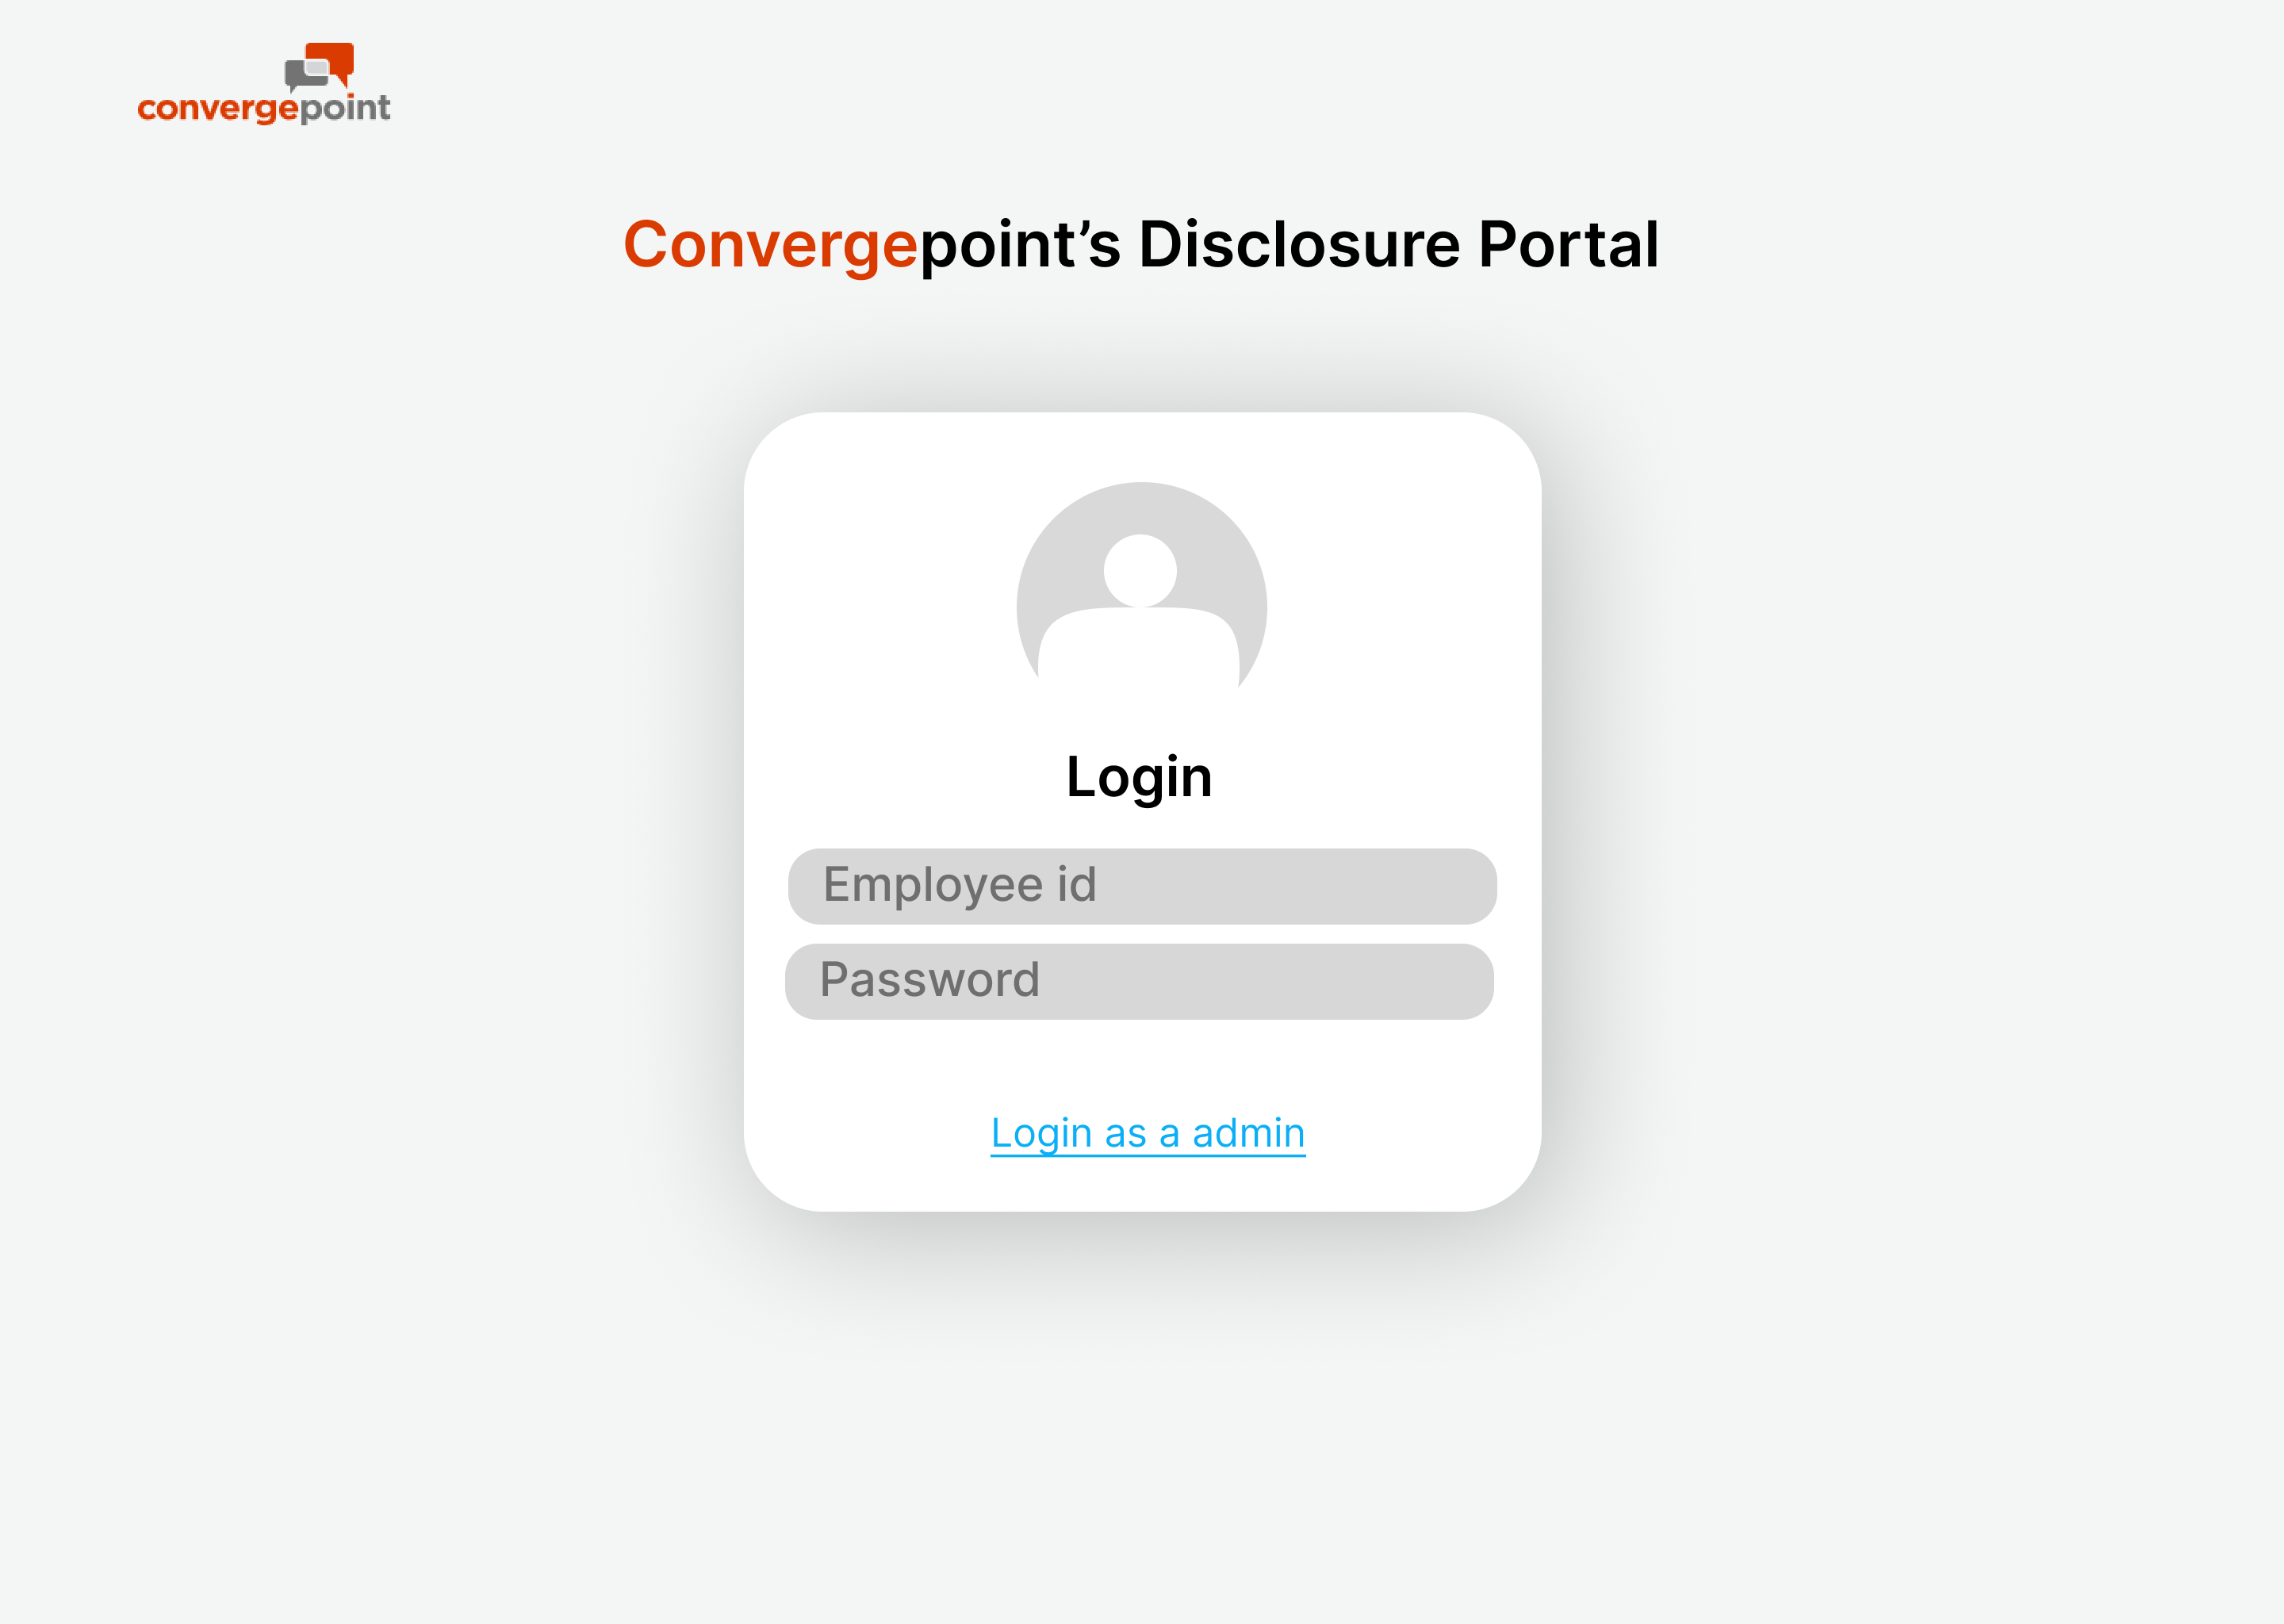 convergepoint
Convergepoint’s Disclosure Portal
Login
Employee id
Password
Login as a admin